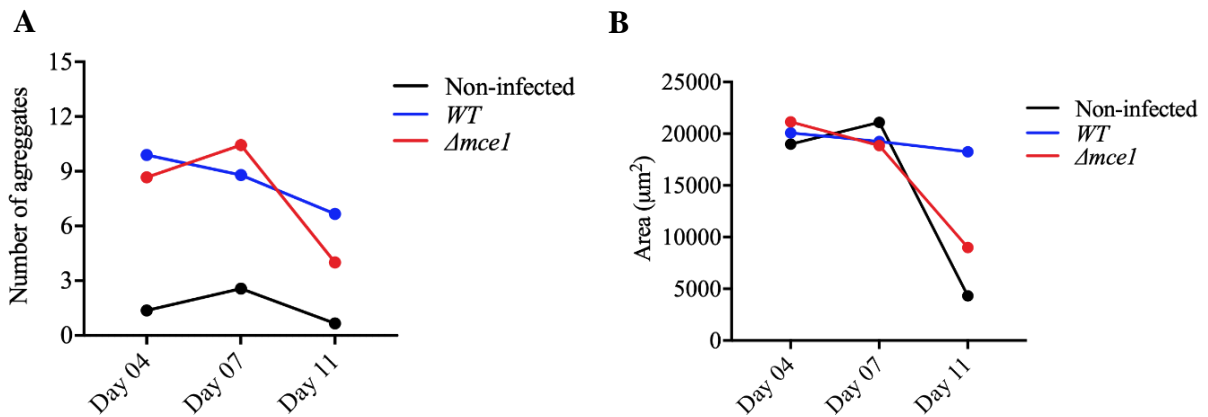 A
Number of agreggates
15
12
9
6
3
0
Day 04
Day 07
Day 11
Non-infected
WT
Δmce1
B
Area (µm²)
25000
20000
15000
10000
5000
0
Day 04
Day 07
Day 11
Non-infected
WT
Δmce1